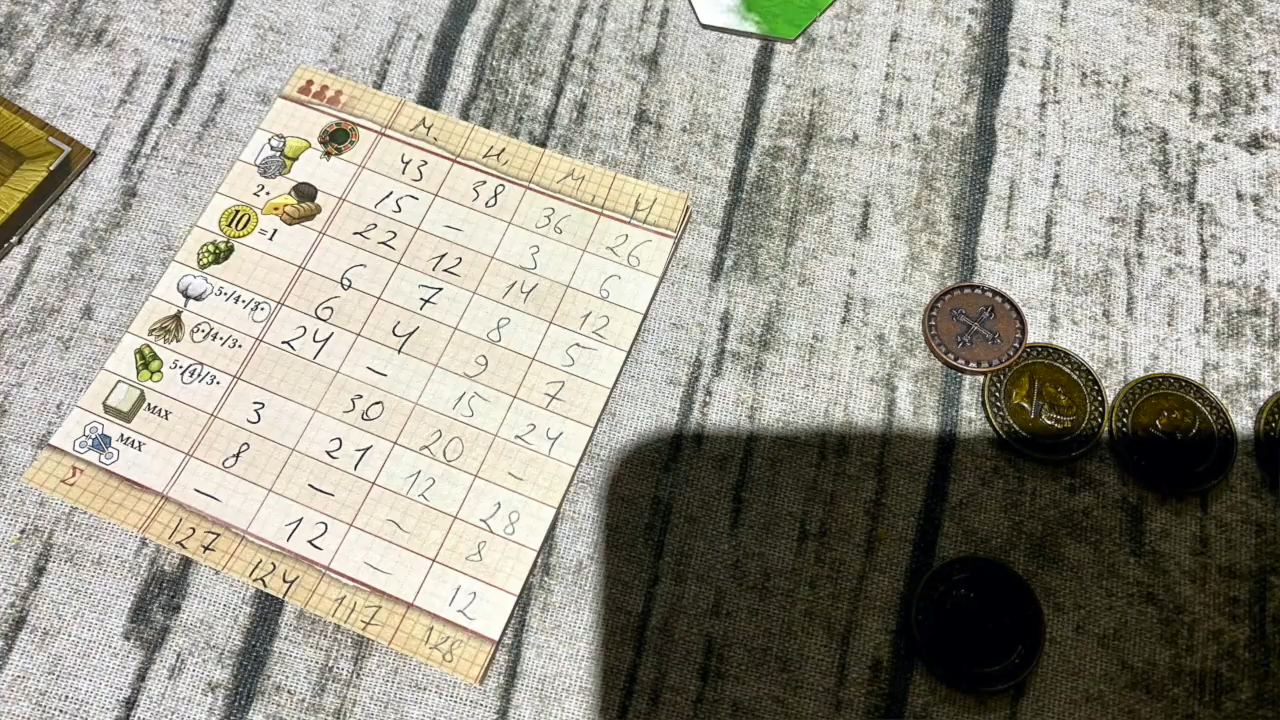 М. И. М. И
43 38 36 26
15 - 3 6
2• 22 12 14 12
10 =1 6 7 8 5
6 4 9 7
5•/4•/3• 24 - 15 24
5•/4•/3• 30 20 -
5•/4•/3• 3 21 12 28
MAX 8 - - 8
MAX - 12 - 12
Σ 127 124 117 128